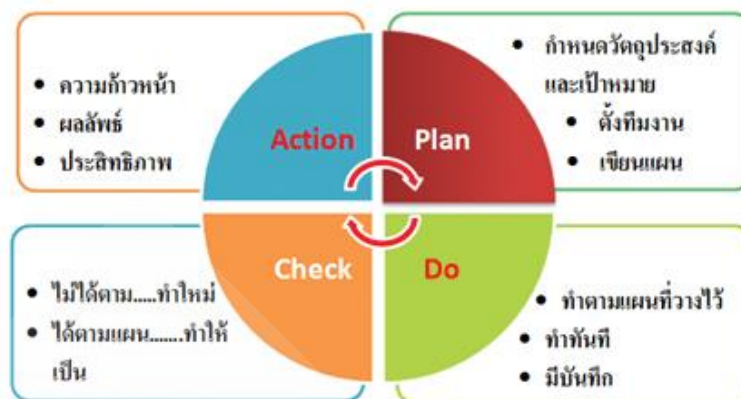 • ความก้าวหน้า
• ผลลัพธ์
• ประสิทธิภาพ
Action
Plan
• กำหนดวัตถุประสงค์
และเป้าหมาย
• ตั้งทีมงาน
• เขียนแผน
• ไม่ได้ตาม.....ทำใหม่
• ได้ตามแผน.......ทำให้
เป็น
Check
Do
• ทำตามแผนที่วางไว้
• ทำทันที
• มีบันทึก